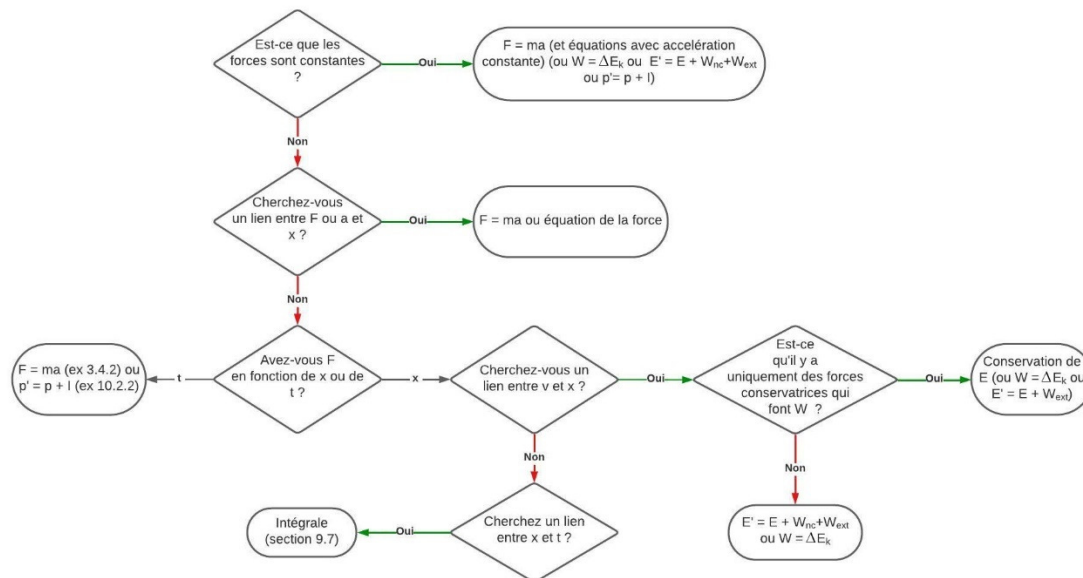 Est-ce que les
forces sont constantes
?
Oui
F = ma (et équations avec accelération
constante) (ou W = ΔEk ou E' = E + Wnc+Wext
ou p'= p + I)
Non
Cherchez-vous
un lien entre F ou a et
x ?
Oui
F = ma ou équation de la force
Non
F = ma (ex 3.4.2) ou
p' = p + I (ex 10.2.2)
t
Avez-vous F
en fonction de x ou de
t ?
x
Cherchez-vous un
lien entre v et x ?
Oui
Est-ce
qu'il y a
uniquement des forces
conservatrices qui
font W ?
Oui
Conservation de
E (ou W = ΔEk ou
E' = E + Wext)
Non
Non
Intégrale
(section 9.7)
Oui
Cherchez un lien
entre x et t ?
E' = E + Wnc+Wext
ou W = ΔEk